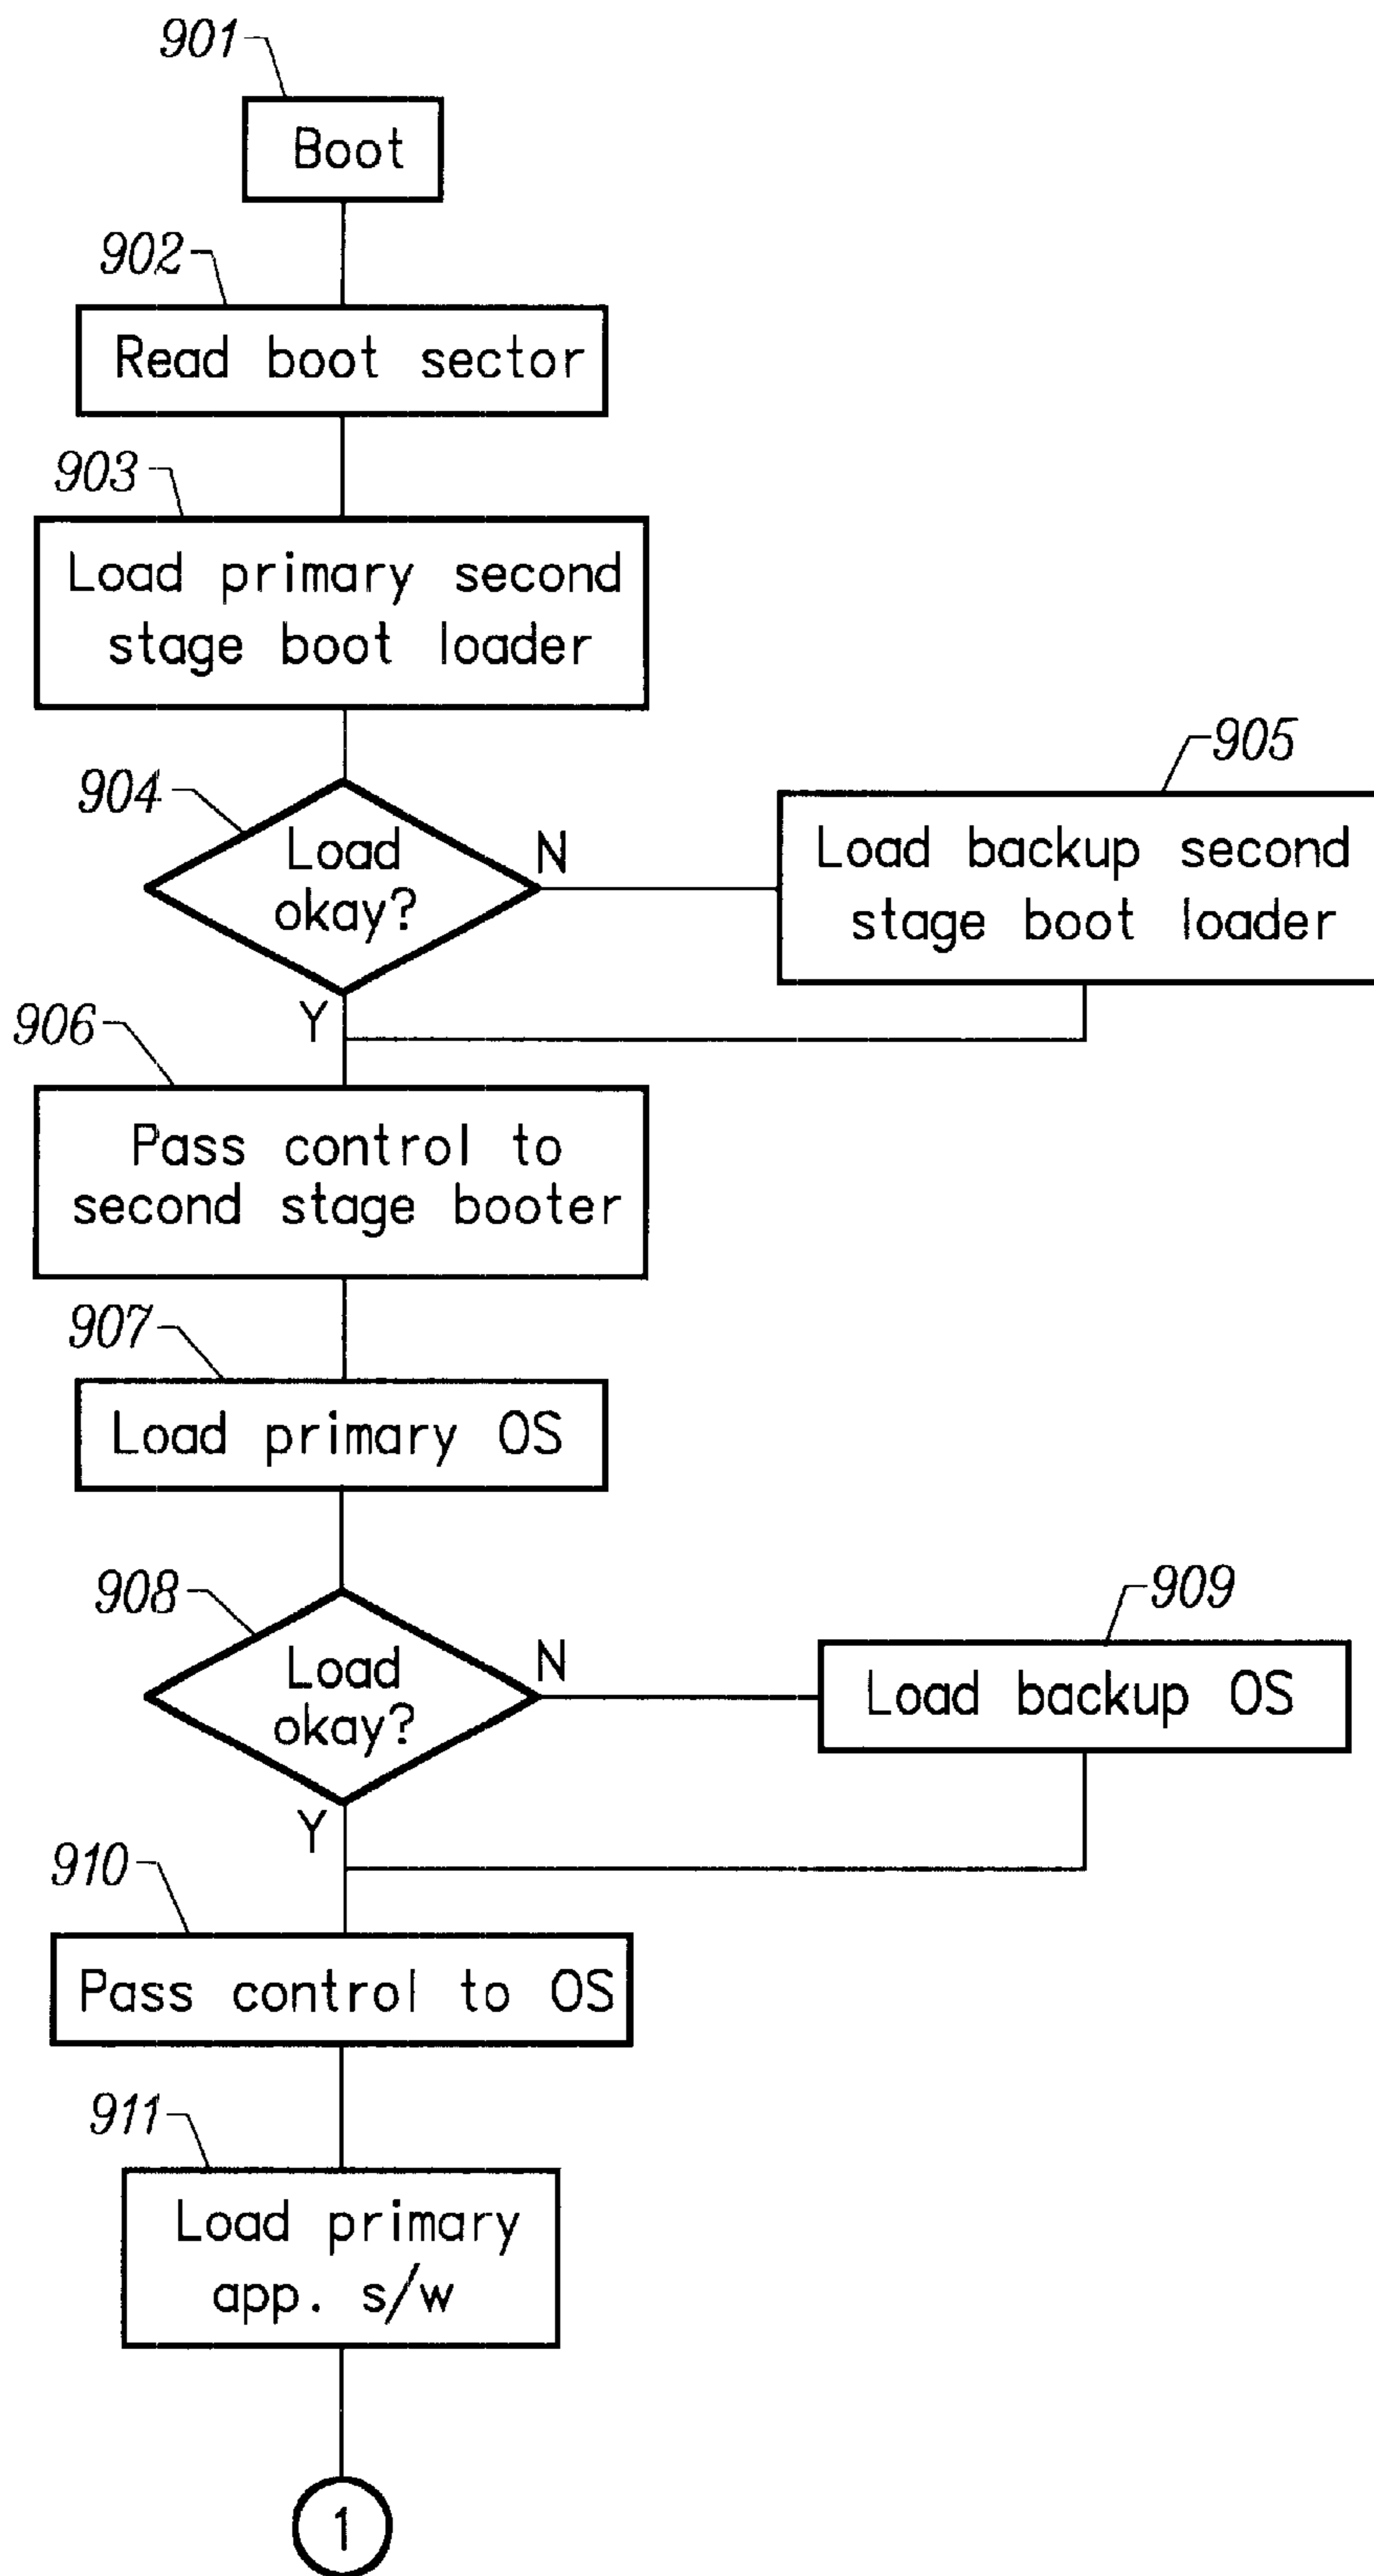 901
Boot
902
Read boot sector
903
Load primary second
stage boot loader
904
Load
okay?
N
905
Load backup second
stage boot loader
Y
906
Pass control to
second stage booter
907
Load primary OS
908
Load
okay?
N
909
Load backup OS
Y
910
Pass control to OS
911
Load primary
app. s/w
1